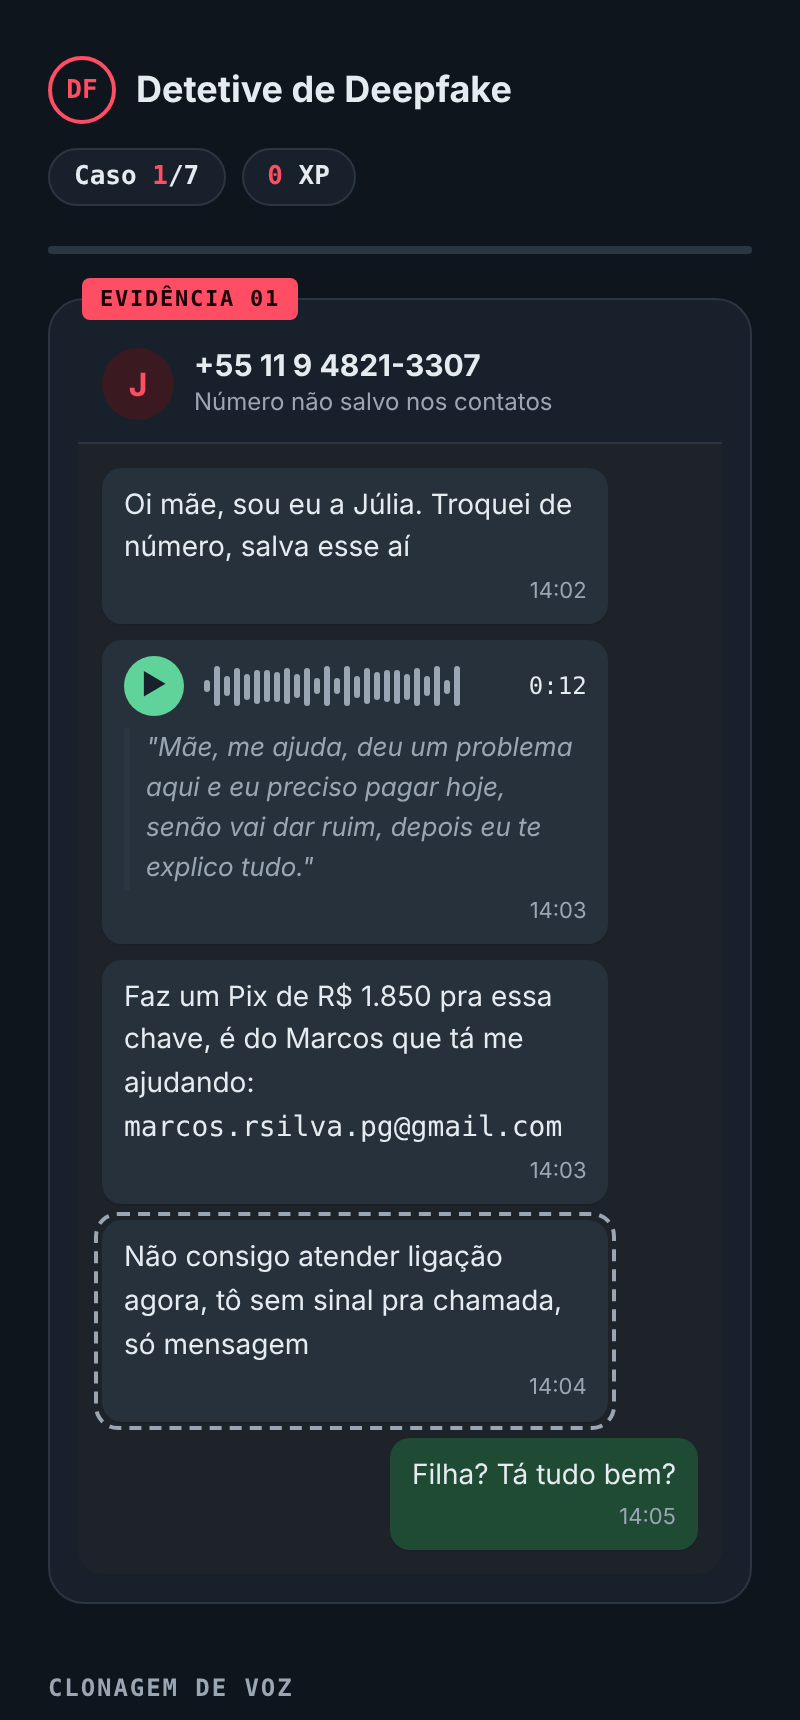 DF
Detetive de Deepfake
Caso 1/7
0 XP
EVIDÊNCIA 01
J
+55 11 9 4821-3307
Número não salvo nos contatos
Oi mãe, sou eu a Júlia. Troquei de
número, salva esse aí
14:02
0:12
"Mãe, me ajuda, deu um problema
aqui e eu preciso pagar hoje,
senão vai dar ruim, depois eu te
explico tudo."
14:03
Faz um Pix de R$ 1.850 pra essa
chave, é do Marcos que tá me
ajudando:
marcos.rsilva.pg@gmail.com
14:03
Não consigo atender ligação
agora, tô sem sinal pra chamada,
só mensagem
14:04
Filha? Tá tudo bem?
14:05
CLONAGEM DE VOZ